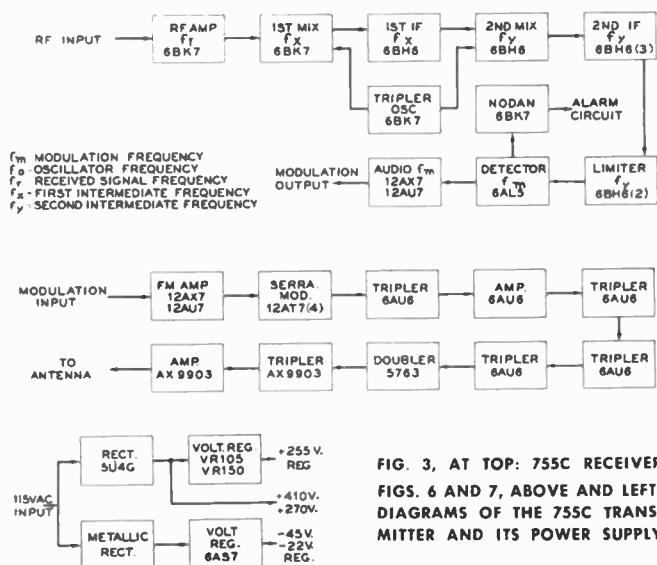 RF INPUT
RF AMP
fr
6BK7
1ST MIX
fx
6BK7
1ST IF
fx
6BH6
2ND MIX
fy
6BH6
2ND IF
fy
6BH6(3)
TRIPLER
OSC
6BK7
NODAN
6BK7
ALARM
CIRCUIT
fm MODULATION FREQUENCY
fo-OSCILLATOR FREQUENCY
fr RECEIVED SIGNAL FREQUENCY
fx-FIRST INTERMEDIATE FREQUENCY
fy-SECOND INTERMEDIATE FREQUENCY
MODULATION
OUTPUT
AUDIO fm
12AX7
12AU7
DETECTOR
fm
6AL5
LIMITER
fy
6BH6(2)
MODULATION
INPUT
FM AMP
12AX7
12AU7
SERRA.
MOD.
12AT7(4)
TRIPLER
6AU6
AMP.
6AU6
TRIPLER
6AU6
TO
ANTENNA
AMP.
AX 9903
TRIPLER
AX9903
DOUBLER
5763
TRIPLER
6AU6
TRIPLER
6AU6
115VAC
INPUT
RECT.
5U4G
VOLT. REG.
VR105
VR150
+255 V.
REG
+410V.
+270V.
METALLIC
RECT.
VOLT
REG.
6AS7
-45V.
-22V.
REG.
FIG. 3, AT TOP: 755C RECEIVER
FIGS. 6 AND 7, ABOVE AND LEFT
DIAGRAMS OF THE 755C TRANS-
MITTER AND ITS POWER SUPPLY